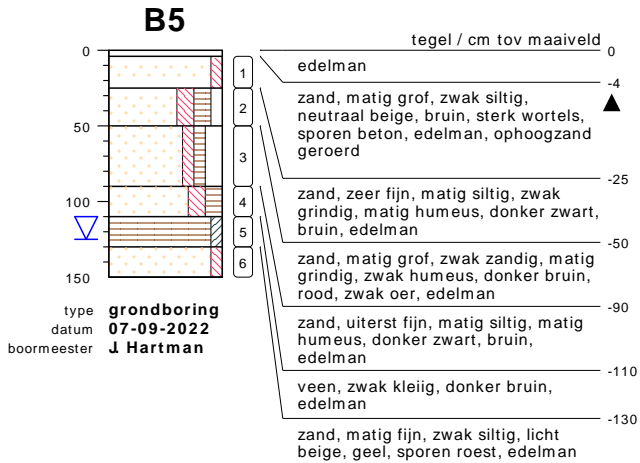 B5
tegel / cm tov maaiveld
0
0
edelman
-4
1
zand, matig grof, zwak siltig,
neutraal beige, bruin, sterk wortels,
sporen beton, edelman, ophoogzand
geroerd
2
50
-25
3
zand, zeer fijn, matig siltig, zwak
grindig, matig humeus, donker zwart,
bruin, edelman
-50
100
4
zand, matig grof, zwak zandig, matig
grindig, zwak humeus, donker bruin,
rood, zwak oer, edelman
5
6
150
-90
type grondboring
datum 07-09-2022
boormeester J. Hartman
zand, uiterst fijn, matig siltig, matig
humeus, donker zwart, bruin,
edelman
-110
veen, zwak kleiig, donker bruin,
edelman
-130
zand, matig fijn, zwak siltig, licht
beige, geel, sporen roest, edelman